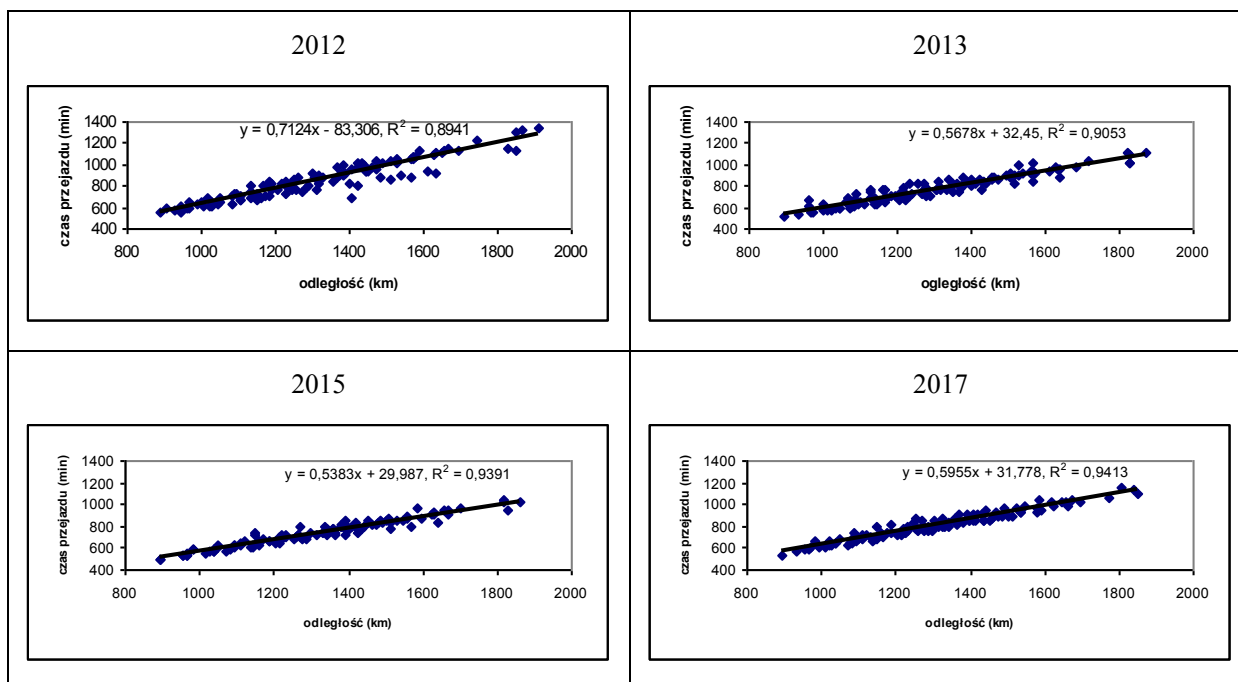 2012
y = 0,7124x - 83,306, R² = 0,8941
czas przejazdu (min)
1400
1200
1000
800
600
400
800 1000 1200 1400 1600 1800 2000
odległość (km)
2013
y = 0,5678x + 32,45, R² = 0,9053
czas przejazdu (min)
1400
1200
1000
800
600
400
800 1000 1200 1400 1600 1800 2000
ogległość (km)
2015
y = 0,5383x + 29,987, R² = 0,9391
czas przejazdu (min)
1400
1200
1000
800
600
400
800 1000 1200 1400 1600 1800 2000
odległość (km)
2017
y = 0,5955x + 31,778, R² = 0,9413
czas przejazdu (min)
1400
1200
1000
800
600
400
800 1000 1200 1400 1600 1800 2000
odległość (km)